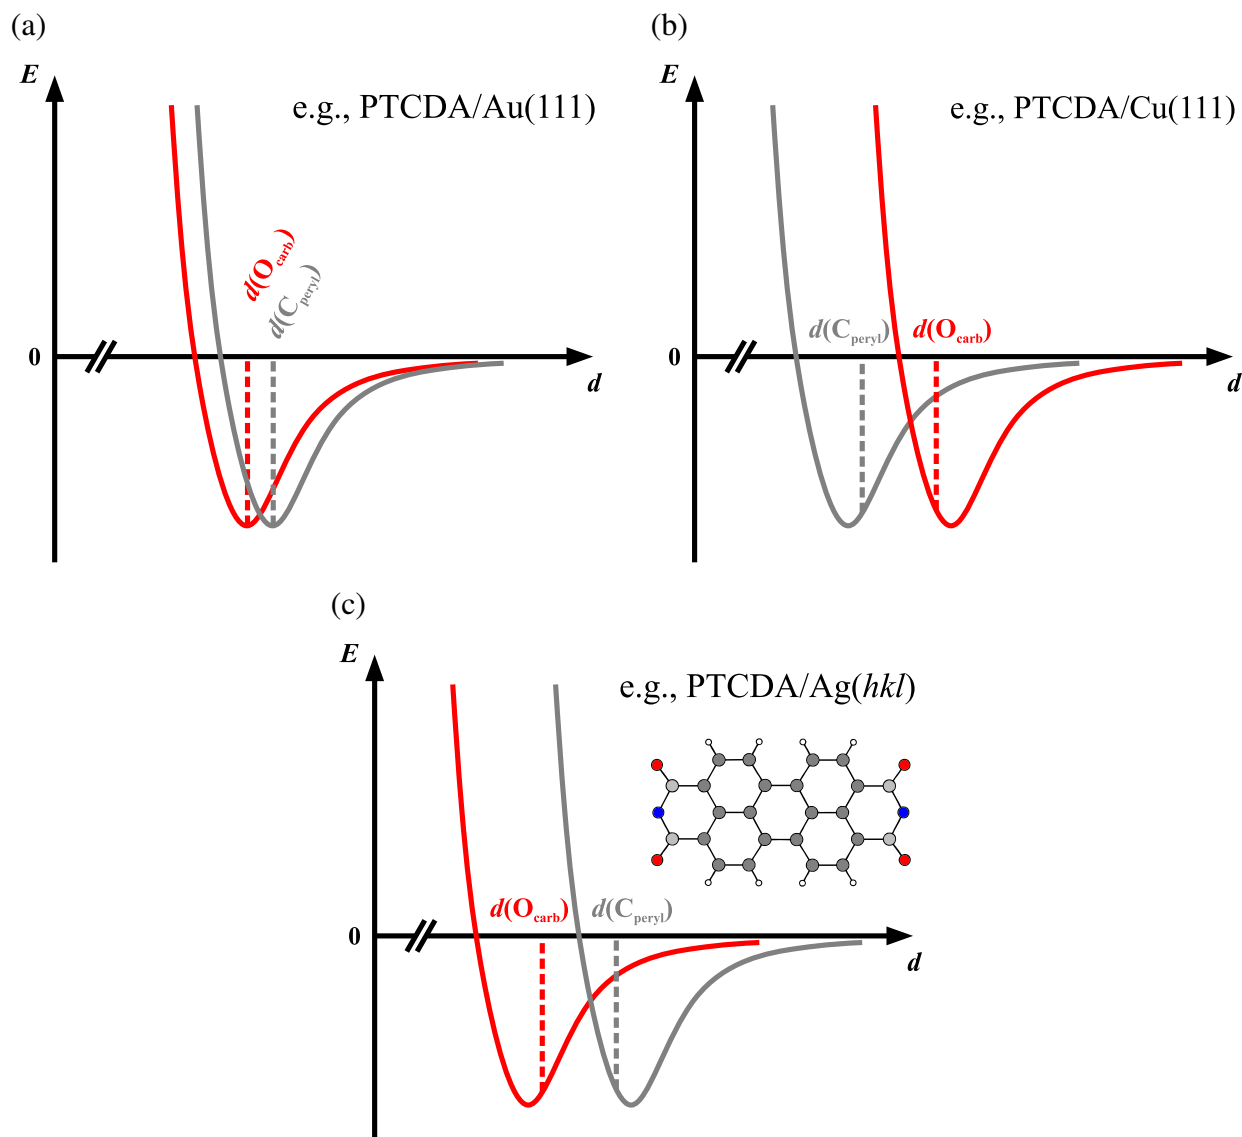 (a)
E
e.g., PTCDA/Au(111)
d(Ocarb)
d(Cperyl)
0
d
(b)
E
e.g., PTCDA/Cu(111)
d(Cperyl)
d(Ocarb)
0
d
(c)
E
e.g., PTCDA/Ag(hkl)
d(Ocarb)
d(Cperyl)
0
d